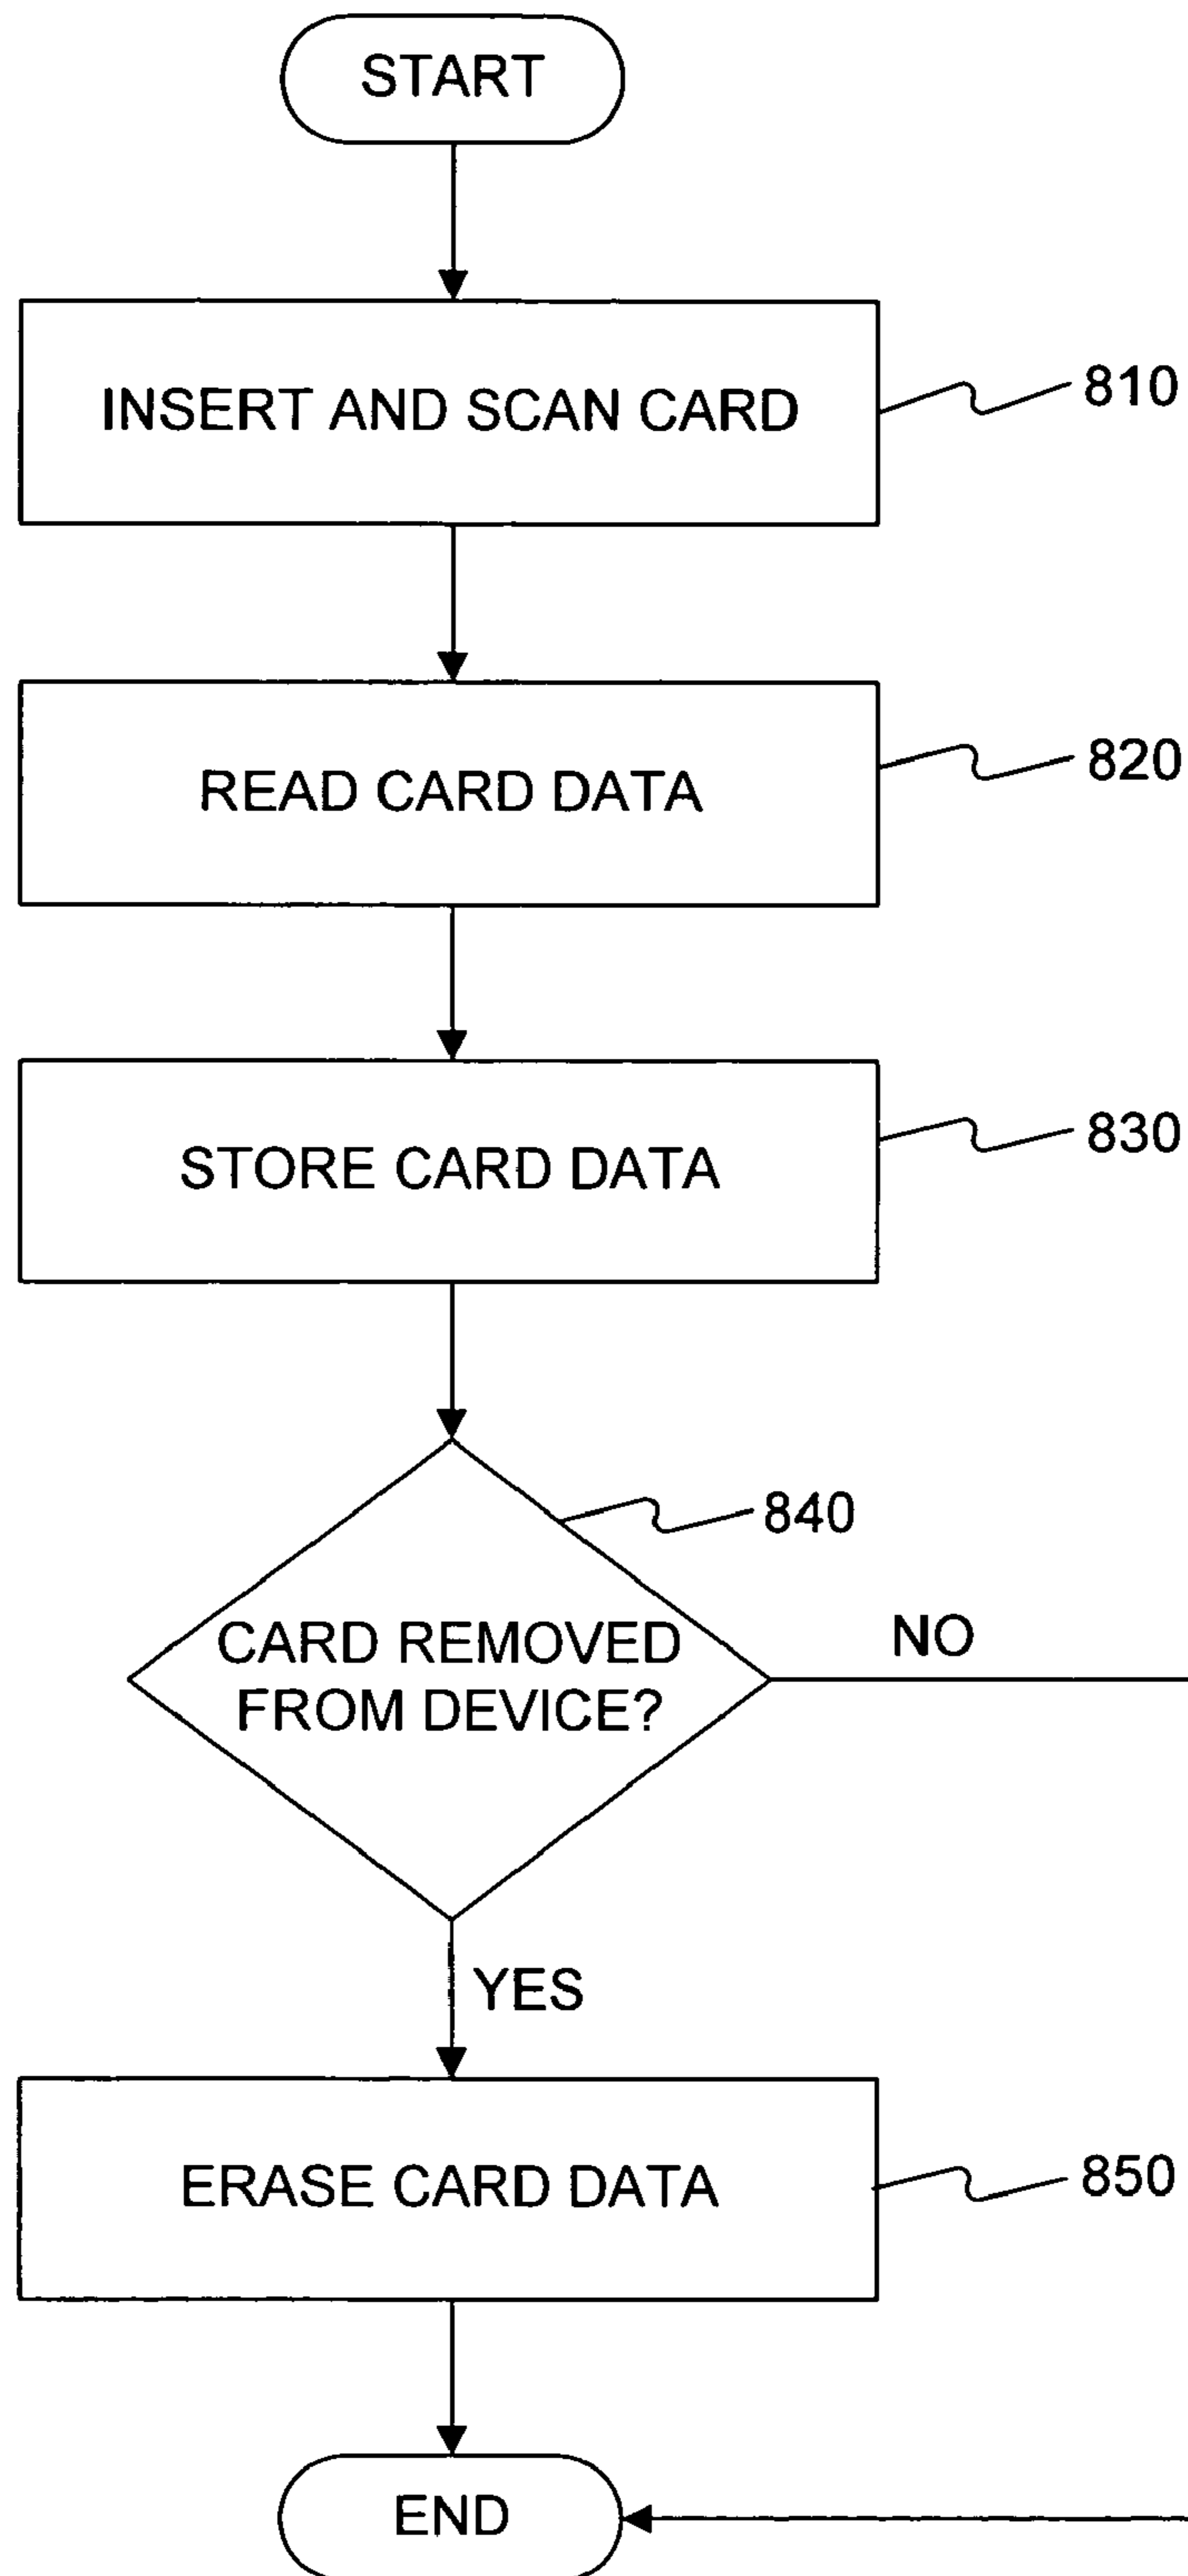 START
INSERT AND SCAN CARD
810
READ CARD DATA
820
STORE CARD DATA
830
840
CARD REMOVED
FROM DEVICE?
NO
YES
ERASE CARD DATA
850
END